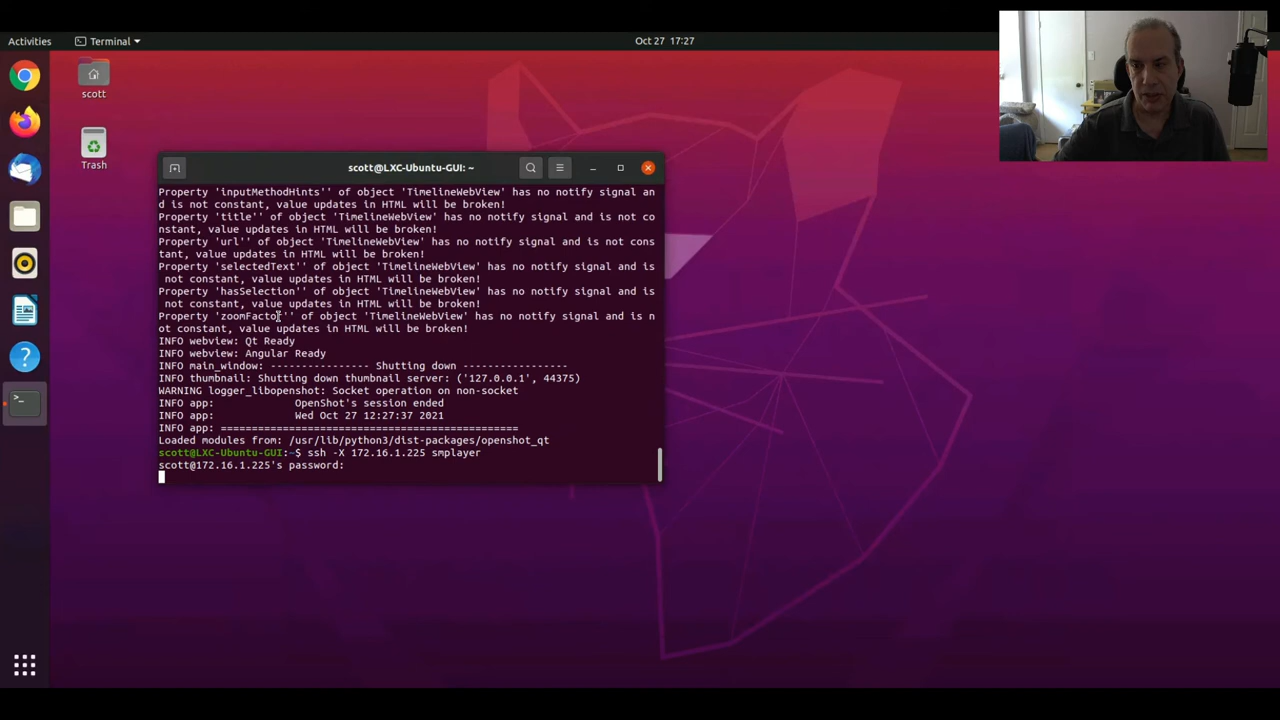 Activities
Terminal
Oct 27 17:27
scott
Trash
scott@LXC-Ubuntu-GUI: ~
Property 'inputMethodHints'' of object 'TimelineWebView' has no notify signal an
d is not constant, value updates in HTML will be broken!
Property 'title'' of object 'TimelineWebView' has no notify signal and is not co
nstant, value updates in HTML will be broken!
Property 'url'' of object 'TimelineWebView' has no notify signal and is not cons
tant, value updates in HTML will be broken!
Property 'selectedText'' of object 'TimelineWebView' has no notify signal and is
 not constant, value updates in HTML will be broken!
Property 'hasSelection'' of object 'TimelineWebView' has no notify signal and is
 not constant, value updates in HTML will be broken!
Property 'zoomFactor'' of object 'TimelineWebView' has no notify signal and is n
ot constant, value updates in HTML will be broken!
INFO webview: Qt Ready
INFO webview: Angular Ready
INFO main_window: ---------------- Shutting down -----------------
INFO thumbnail: Shutting down thumbnail server: ('127.0.0.1', 44375)
WARNING logger_libopenshot: Socket operation on non-socket
INFO app:             OpenShot's session ended
INFO app:             Wed Oct 27 12:27:37 2021
INFO app: ================================================
Loaded modules from: /usr/lib/python3/dist-packages/openshot_qt
scott@LXC-Ubuntu-GUI:~$ ssh -X 172.16.1.225 smplayer
scott@172.16.1.225's password: